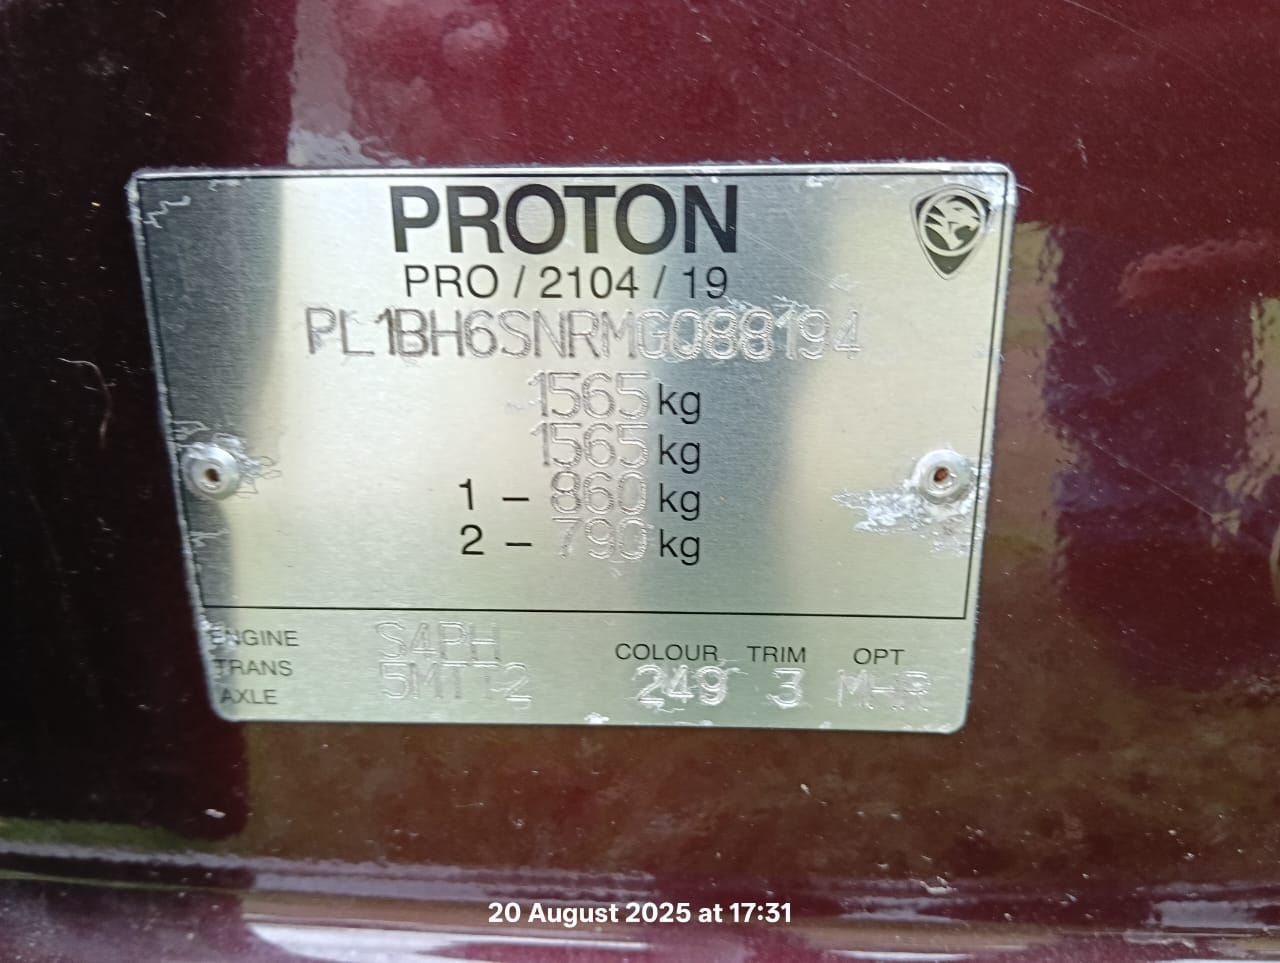 PROTON
PRO / 2104 / 19
PL1BH6SNRMG088194
1565 kg
1565 kg
1 – 860 kg
2 – 790 kg
ENGINE S4PH
TRANS 5MTT2
AXLE
COLOUR TRIM OPT
249 3
20 August 2025 at 17:31